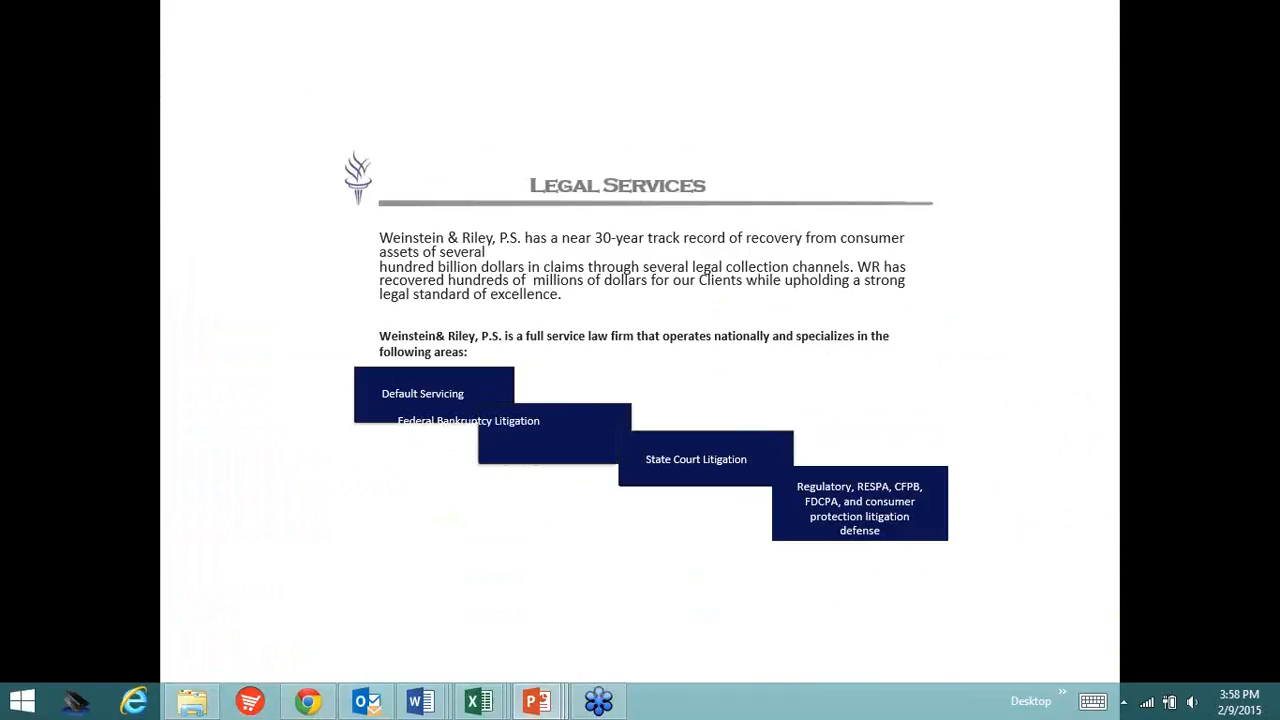 LEGAL SERVICES
Weinstein & Riley, P.S. has a near 30-year track record of recovery from consumer
assets of several
hundred billion dollars in claims through several legal collection channels. WR has
recovered hundreds of  millions of dollars for our Clients while upholding a strong
legal standard of excellence.
Weinstein& Riley, P.S. is a full service law firm that operates nationally and specializes in the
following areas:
Default Servicing
Federal Bankruptcy Litigation
State Court Litigation
Regulatory, RESPA, CFPB,
FDCPA, and consumer
protection litigation
defense
Desktop
3:58 PM
2/9/2015